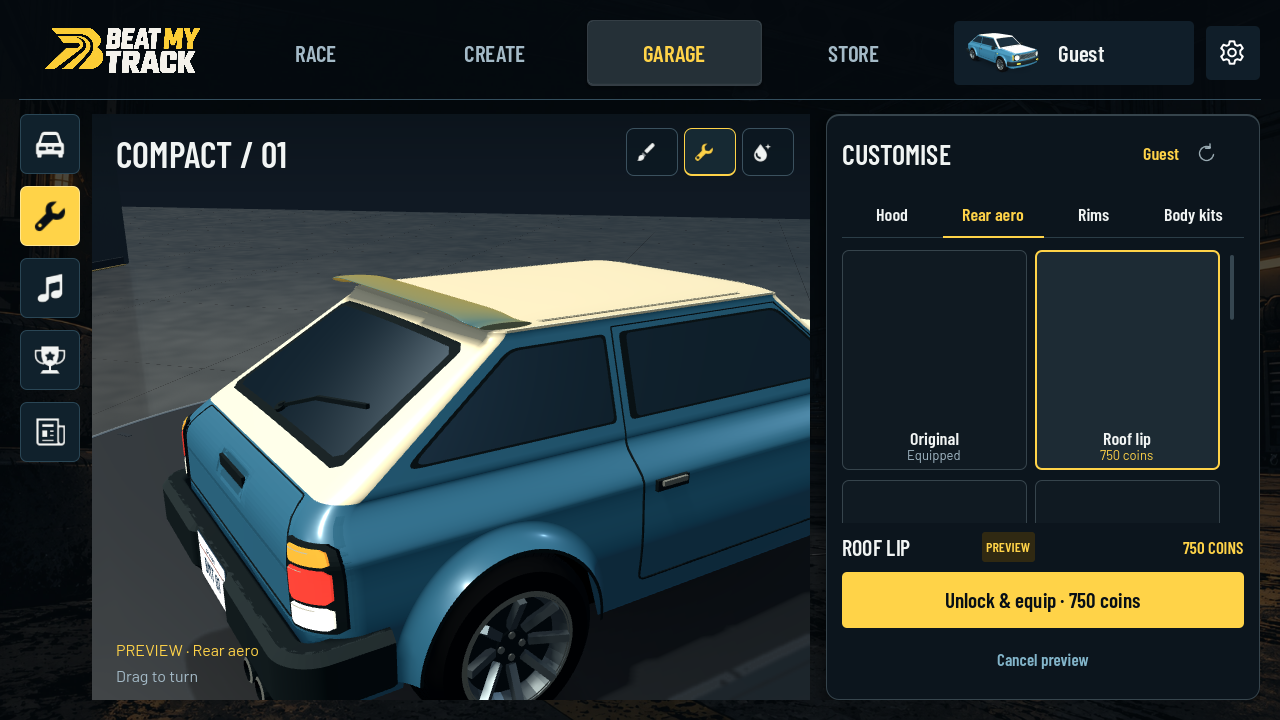 BEAT MY TRACK
RACE
CREATE
GARAGE
STORE
Guest
COMPACT / 01
CUSTOMISE
Guest
Hood
Rear aero
Rims
Body kits
Original
Equipped
Roof lip
750 coins
ROOF LIP
PREVIEW
750 COINS
Unlock & equip · 750 coins
Cancel preview
PREVIEW · Rear aero
Drag to turn